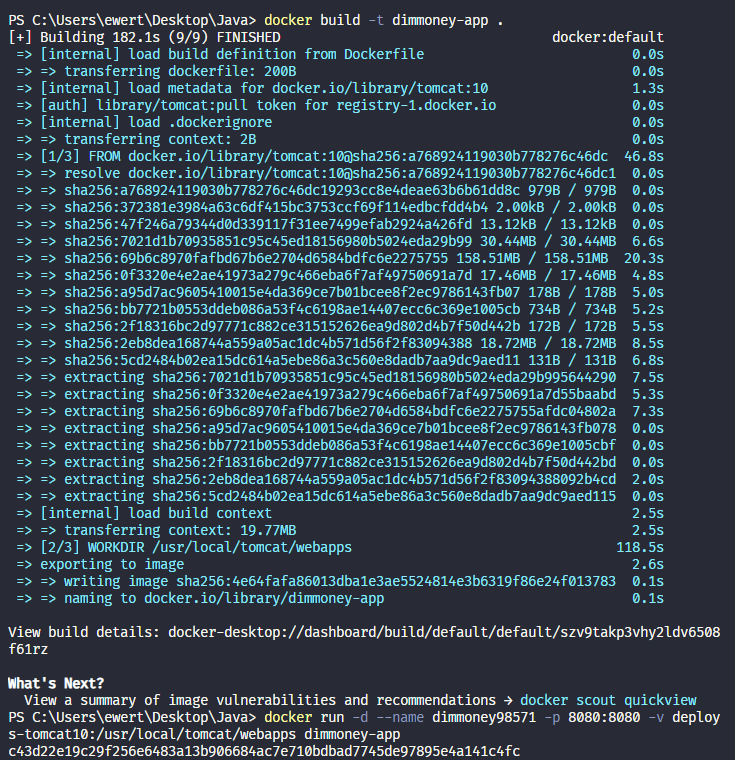 PS C:\Users\ewert\Desktop\Java> docker build -t dimmoney-app .
[+] Building 182.1s (9/9) FINISHED docker:default
=> [internal] load build definition from Dockerfile 0.0s
=> => transferring dockerfile: 200B 0.0s
=> [internal] load metadata for docker.io/library/tomcat:10 1.3s
=> [auth] library/tomcat:pull token for registry-1.docker.io 0.0s
=> [internal] load .dockerignore 0.0s
=> => transferring context: 2B 0.0s
=> [1/3] FROM docker.io/library/tomcat:10@sha256:a768924119030b778276c46dc 46.8s
=> => resolve docker.io/library/tomcat:10@sha256:a768924119030b778276c46dc1 0.0s
=> => sha256:a768924119030b778276c46dc19293cc8e4deae63b6b61dd8c 979B / 979B 0.0s
=> => sha256:372381e3984a63c6df415bc3753ccf69f114edbcfdd4b4 2.00kB / 2.00kB 0.0s
=> => sha256:47f246a79344d0d339117f31ee7499efab2924a426fd 13.12kB / 13.12kB 0.0s
=> => sha256:7021d1b70935851c95c45ed18156980b5024eda29b99 30.44MB / 30.44MB 6.6s
=> => sha256:69b6c8970fafbd67b6e2704d6584bdfc6e2275755 158.51MB / 158.51MB 20.3s
=> => sha256:0f3320e4e2ae41973a279c466eba6f7af49750691a7d 17.46MB / 17.46MB 4.8s
=> => sha256:a95d7ac9605410015e4da369ce7b01bcee8f2ec9786143fb07 178B / 178B 5.0s
=> => sha256:bb7721b0553ddeb086a53f4c6198ae14407ecc6c369e1005cb 734B / 734B 5.2s
=> => sha256:2f18316bc2d97771c882ce315152626ea9d802d4b7f50d442b 172B / 172B 5.5s
=> => sha256:2eb8dea168744a559a05ac1dc4b571d56f2f83094388 18.72MB / 18.72MB 8.5s
=> => sha256:5cd2484b02ea15dc614a5ebe86a3c560e8dadb7aa9dc9aed11 131B / 131B 6.8s
=> => extracting sha256:7021d1b70935851c95c45ed18156980b5024eda29b995644290 7.5s
=> => extracting sha256:0f3320e4e2ae41973a279c466eba6f7af49750691a7d55baabd 5.3s
=> => extracting sha256:69b6c8970fafbd67b6e2704d6584bdfc6e2275755afdc04802a 7.3s
=> => extracting sha256:a95d7ac9605410015e4da369ce7b01bcee8f2ec9786143fb078 0.0s
=> => extracting sha256:bb7721b0553ddeb086a53f4c6198ae14407ecc6c369e1005cbf 0.0s
=> => extracting sha256:2f18316bc2d97771c882ce315152626ea9d802d4b7f50d442bd 0.0s
=> => extracting sha256:2eb8dea168744a559a05ac1dc4b571d56f2f83094388092b4cd 2.0s
=> => extracting sha256:5cd2484b02ea15dc614a5ebe86a3c560e8dadb7aa9dc9aed115 0.0s
=> [internal] load build context 2.5s
=> => transferring context: 19.77MB 2.5s
=> [2/3] WORKDIR /usr/local/tomcat/webapps 118.5s
=> exporting to image 2.6s
=> => writing image sha256:4e64fafa86013dba1e3ae5524814e3b6319f86e24f013783 0.1s
=> => naming to docker.io/library/dimmoney-app 0.1s
View build details: docker-desktop://dashboard/build/default/default/szv9takp3vhy2ldv6508
f61rz
What's Next?
View a summary of image vulnerabilities and recommendations → docker scout quickview
PS C:\Users\ewert\Desktop\Java> docker run -d --name dimmoney98571 -p 8080:8080 -v deploy
s-tomcat10:/usr/local/tomcat/webapps dimmoney-app
c43d22e19c29f256e6483a13b906684ac7e710bdbad7745de97895e4a141c4fc